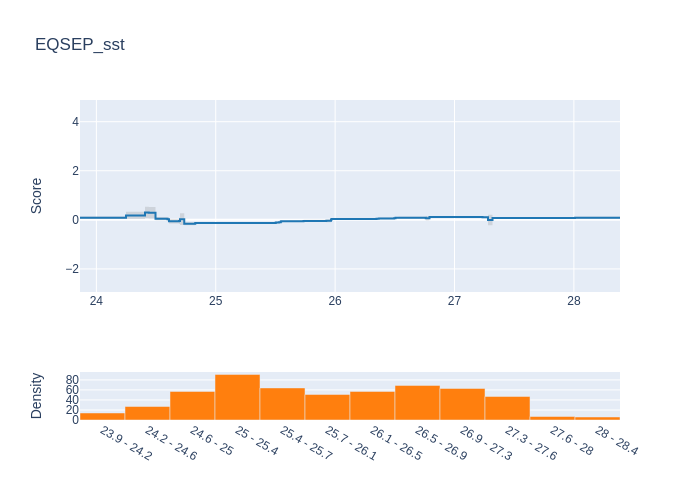 EQSEP_sst
Score
4
2
0
−2
24
25
26
27
28
Density
80
60
40
20
0
23.9 - 24.2
24.2 - 24.6
24.6 - 25
25 - 25.4
25.4 - 25.7
25.7 - 26.1
26.1 - 26.5
26.5 - 26.9
26.9 - 27.3
27.3 - 27.6
27.6 - 28
28 - 28.4